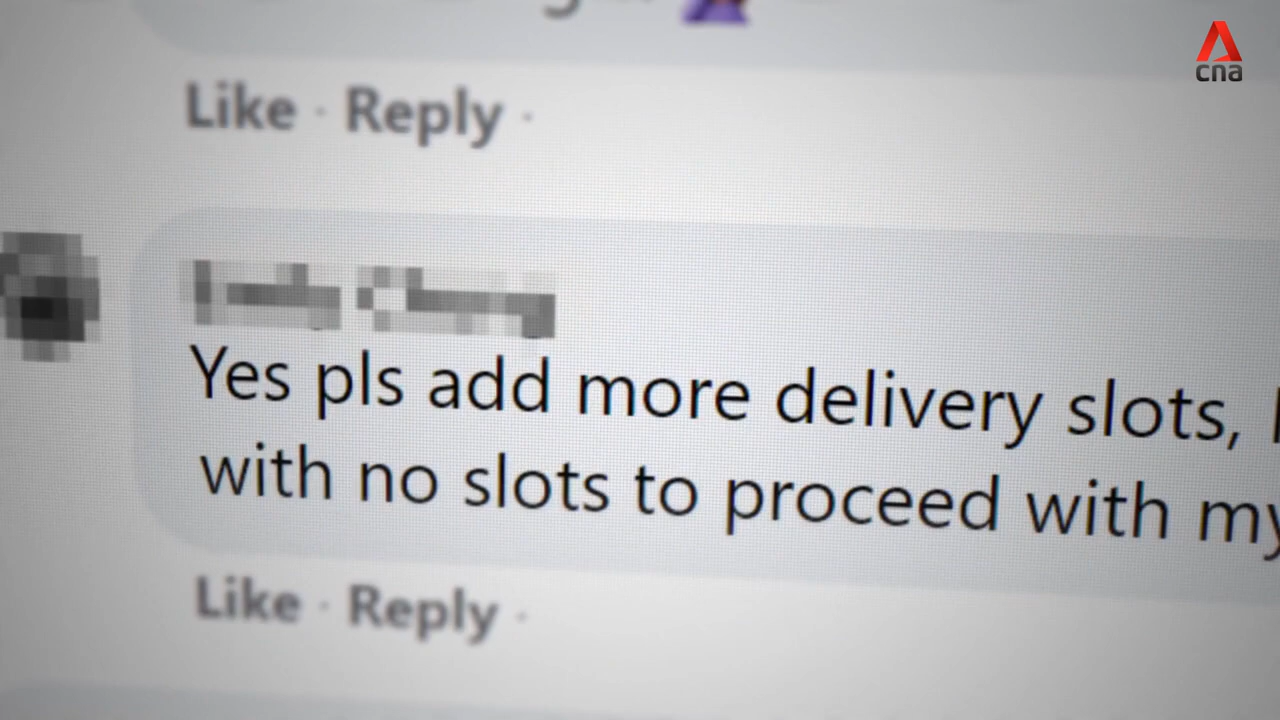 cna
Like · Reply ·
Yes pls add more delivery slots,
with no slots to proceed with my
Like · Reply ·